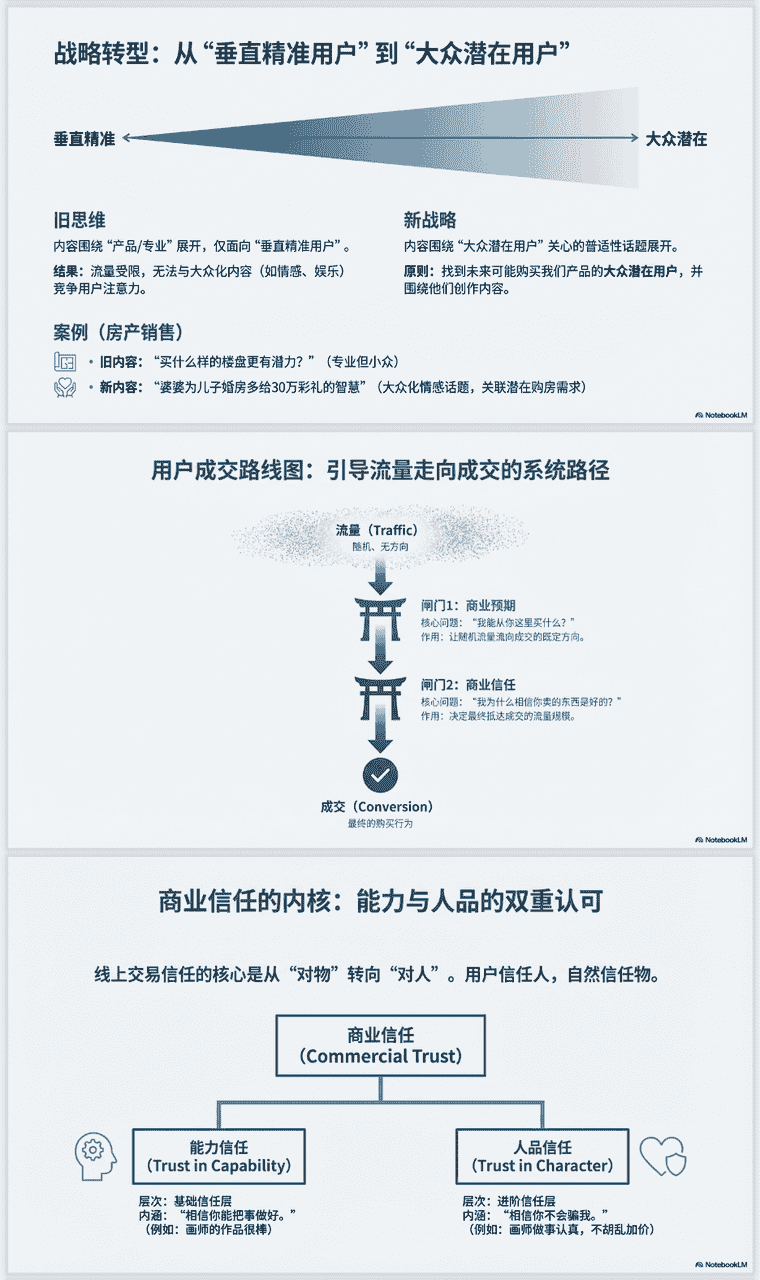 战略转型：从 “垂直精准用户” 到 “大众潜在用户”
垂直精准
大众潜在
旧思维
内容围绕 “产品/专业” 展开，仅面向 “垂直精准用户” 。
结果：流量受限，无法与大众化内容（如情感、娱乐）
竞争用户注意力。
新战略
内容围绕 “大众潜在用户” 关心的普适性话题展开。
原则：找到未来可能购买我们产品的大众潜在用户，并
围绕他们创作内容。
案例（房产销售）
• 旧内容： “买什么样的楼盘更有潜力？” （专业但小众）
• 新内容： “婆婆为儿子婚房多给30万彩礼的智慧” （大众化情感话题，关联潜在购房需求）
NotebookLM
用户成交路线图：引导流量走向成交的系统路径
流量（Traffic）
随机、无方向
闸门1：商业预期
核心问题： “我能从你这里买什么？”
作用：让随机流量流向成交的既定方向。
闸门2：商业信任
核心问题： “我为什么相信你卖的东西是好的？”
作用：决定最终抵达成交的流量规模。
成交（Conversion）
最终的购买行为
NotebookLM
商业信任的内核：能力与人品的双重认可
线上交易信任的核心是从 “对物” 转向 “对人” 。用户信任人，自然信任物。
商业信任
（Commercial Trust）
能力信任
（Trust in Capability）
层次：基础信任层
内涵： “相信你能把事做好。”
（例如：画师的作品很棒）
人品信任
（Trust in Character）
层次：进阶信任层
内涵： “相信你不会骗我。”
（例如：画师做事认真，不胡乱加价）
NotebookLM